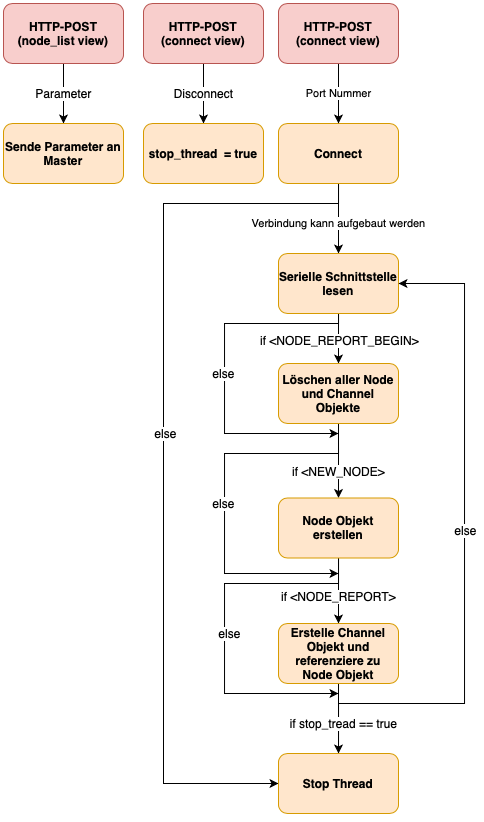 HTTP-POST
(node_list view)
HTTP-POST
(connect view)
HTTP-POST
(connect view)
Parameter
Disconnect
Port Nummer
Sende Parameter an
Master
stop_thread = true
Connect
Verbindung kann aufgebaut werden
Serielle Schnittstelle
lesen
if <NODE_REPORT_BEGIN>
else
Löschen aller Node
und Channel
Objekte
else
if <NEW_NODE>
else
Node Objekt
erstellen
else
if <NODE_REPORT>
else
Erstelle Channel
Objekt und
referenziere zu
Node Objekt
if stop_tread == true
Stop Thread